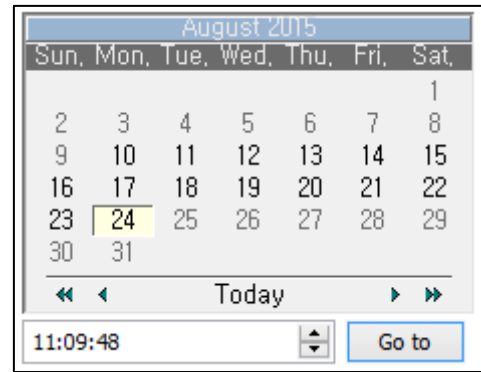 August 2015
Sun, Mon, Tue, Wed, Thu, Fri, Sat,
1
2 3 4 5 6 7 8
9 10 11 12 13 14 15
16 17 18 19 20 21 22
23 24 25 26 27 28 29
30 31
Today
11:09:48 Go to